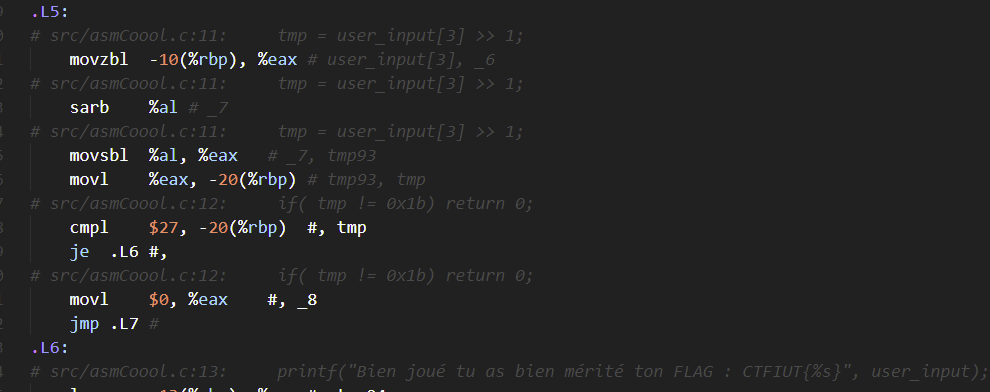 .L5:
# src/asmCoool.c:11:     tmp = user_input[3] >> 1;
movzbl  -10(%rbp), %eax # user_input[3], _6
# src/asmCoool.c:11:     tmp = user_input[3] >> 1;
sarb    %al # _7
# src/asmCoool.c:11:     tmp = user_input[3] >> 1;
movsbl  %al, %eax   # _7, tmp93
movl    %eax, -20(%rbp) # tmp93, tmp
# src/asmCoool.c:12:     if( tmp != 0x1b) return 0;
cmpl    $27, -20(%rbp)  #, tmp
je  .L6 #,
# src/asmCoool.c:12:     if( tmp != 0x1b) return 0;
movl    $0, %eax    #, _8
jmp .L7 #
.L6:
# src/asmCoool.c:13:     printf("Bien joué tu as bien mérité ton FLAG : CTFIUT{%s}", user_input);